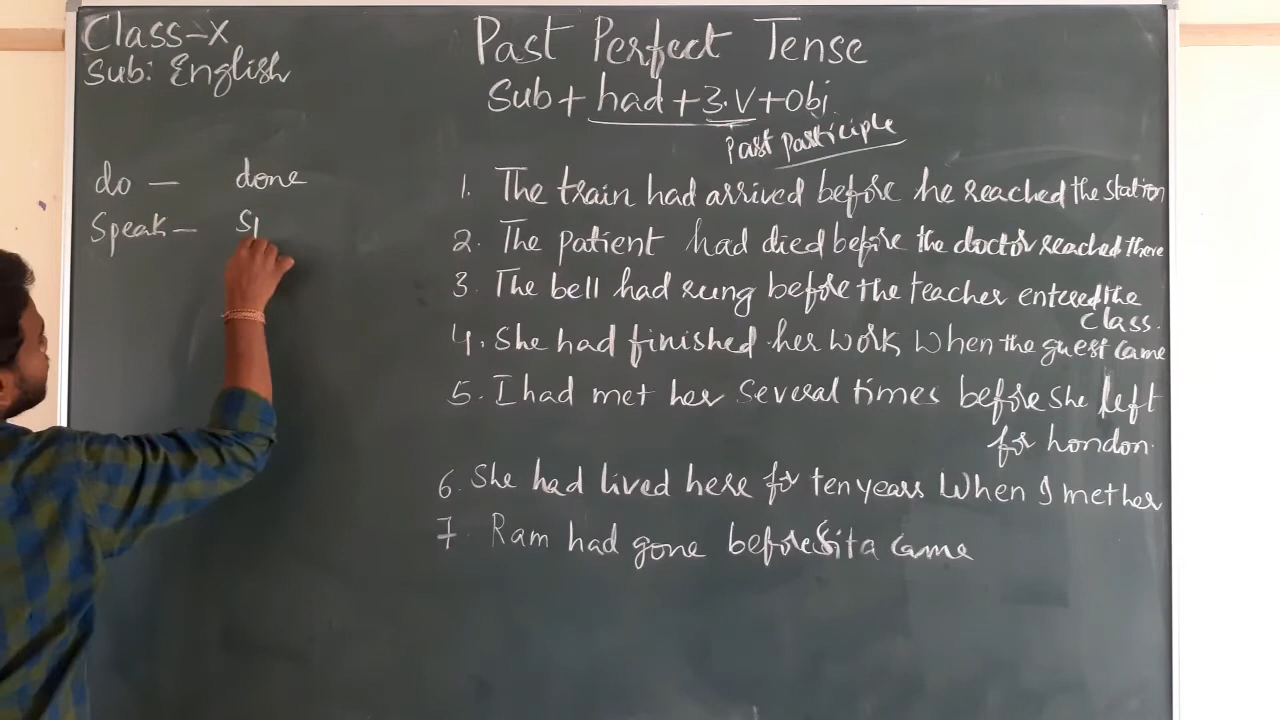 Class-X
Sub: English
Past Perfect Tense
Sub + had + 3.V + Obj
Past Participle
do – done
Speak – Sp
1. The train had arrived before he reached the station
2. The patient had died before the doctor reached there
3. The bell had rung before the teacher entered the
class.
4. She had finished her work when the guest came
5. I had met her several times before she left
for London.
6. She had lived here for ten years when I met her
7. Ram had gone before Sita came